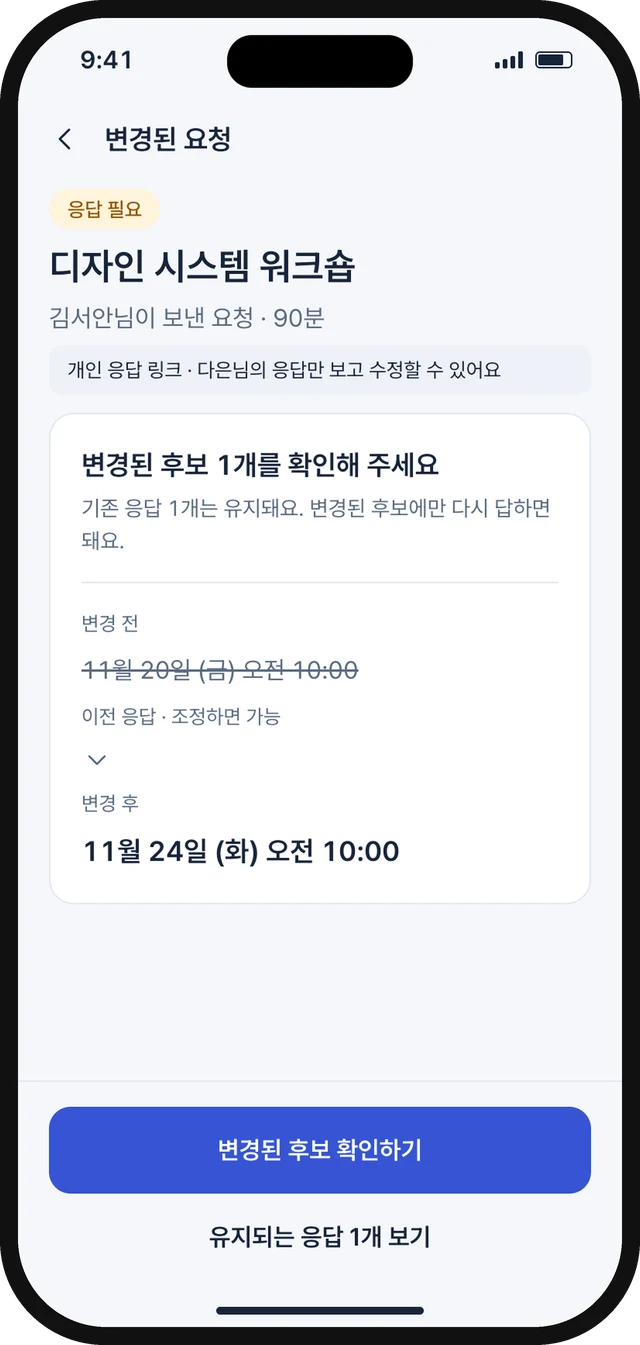 9:41
변경된 요청
응답 필요
디자인 시스템 워크숍
김서안님이 보낸 요청 · 90분
개인 응답 링크 · 다은님의 응답만 보고 수정할 수 있어요
변경된 후보 1개를 확인해 주세요
기존 응답 1개는 유지돼요. 변경된 후보에만 다시 답하면
돼요.
변경 전
11월 20일 (금) 오전 10:00
이전 응답 · 조정하면 가능
변경 후
11월 24일 (화) 오전 10:00
변경된 후보 확인하기
유지되는 응답 1개 보기